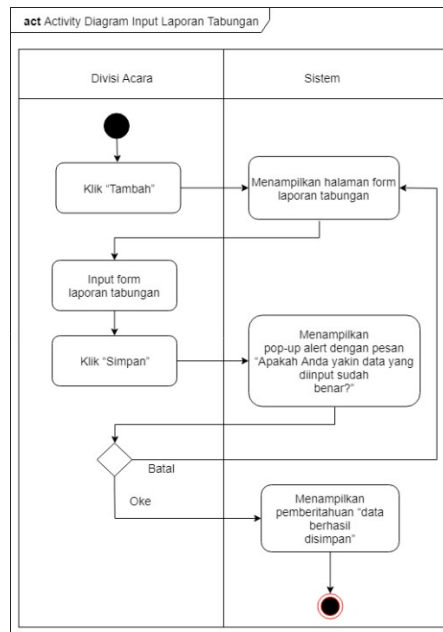 act Activity Diagram Input Laporan Tabungan
Divisi Acara
Sistem
Klik “Tambah”
Menampilkan halaman form
laporan tabungan
Input form
laporan tabungan
Klik “Simpan”
Menampilkan
pop-up alert dengan pesan
“Apakah Anda yakin data yang
diinput sudah
benar?”
Batal
Oke
Menampilkan
pemberitahuan “data
berhasil
disimpan”